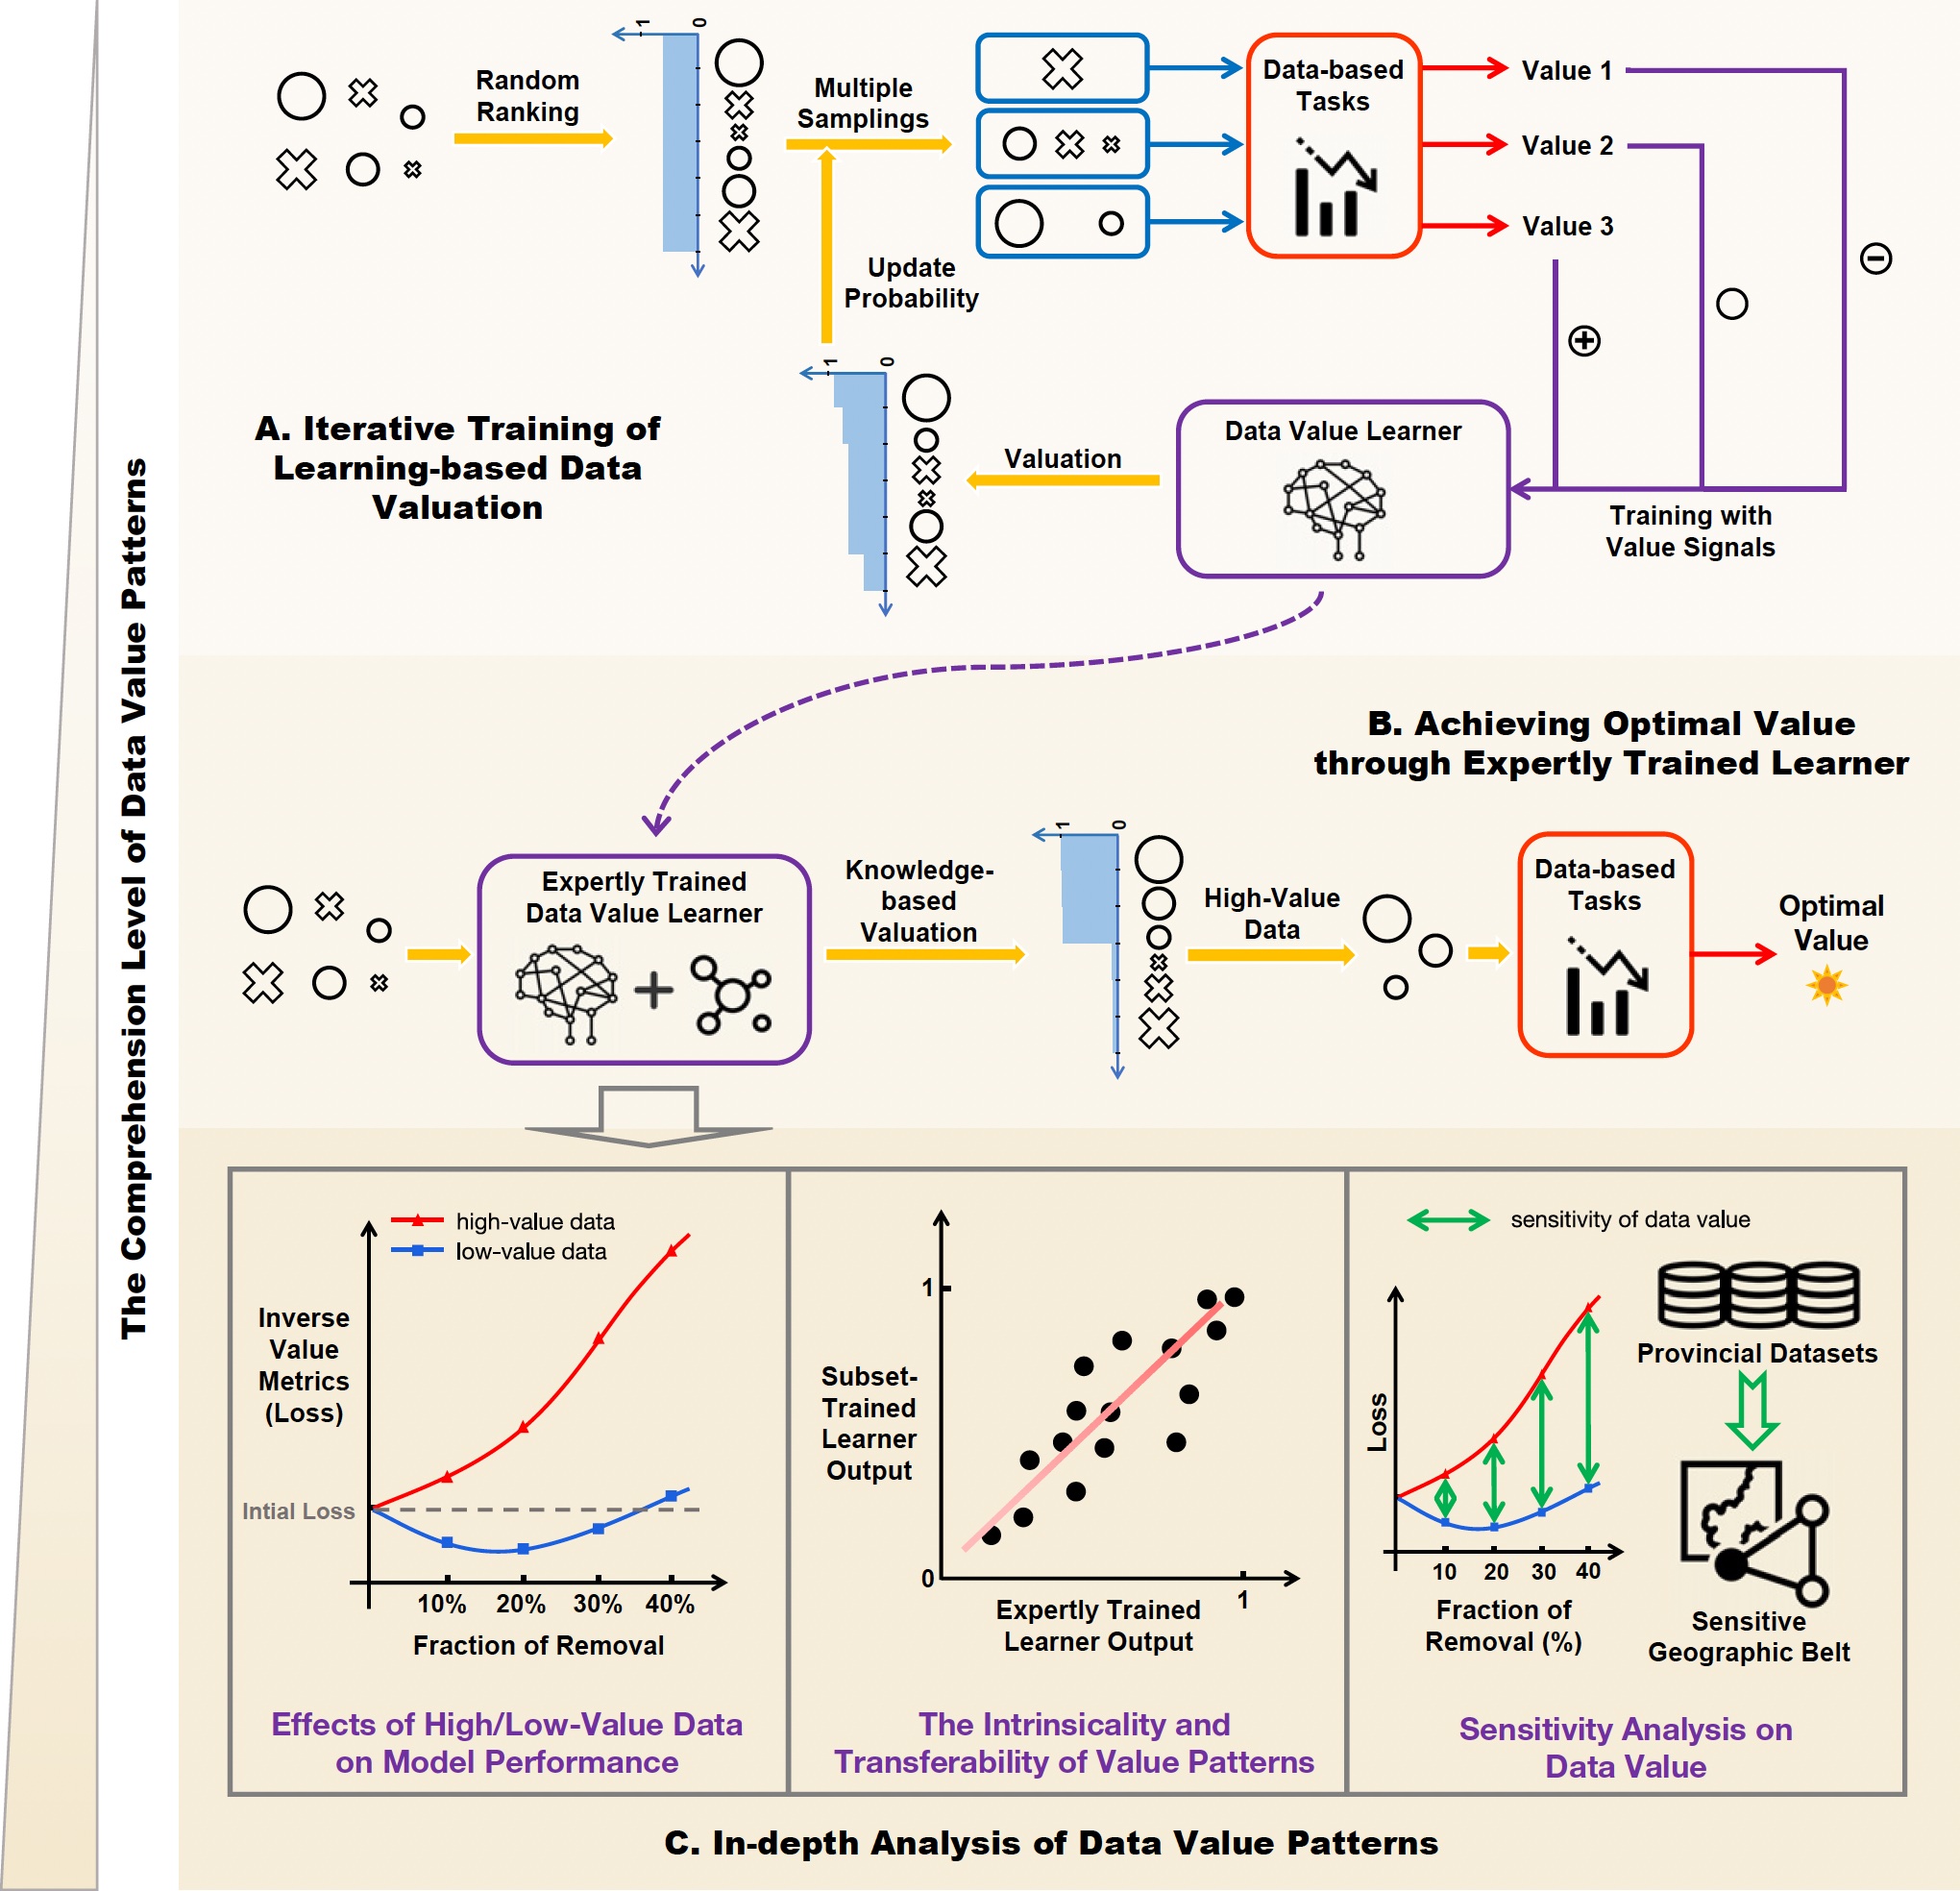 The Comprehension Level of Data Value Patterns
Random
Ranking
1
0
Multiple
Samplings
Data-based
Tasks
Value 1
Value 2
Value 3
Update
Probability
1
0
A. Iterative Training of
Learning-based Data
Valuation
Valuation
Data Value Learner
Training with
Value Signals
B. Achieving Optimal Value
through Expertly Trained Learner
Expertly Trained
Data Value Learner
Knowledge-
based
Valuation
1
0
High-Value
Data
Data-based
Tasks
Optimal
Value
high-value data
low-value data
Inverse
Value
Metrics
(Loss)
Intial Loss
10% 20% 30% 40%
Fraction of Removal
Effects of High/Low-Value Data
on Model Performance
1
Subset-
Trained
Learner
Output
0
1
Expertly Trained
Learner Output
The Intrinsicality and
Transferability of Value Patterns
sensitivity of data value
Loss
10 20 30 40
Fraction of
Removal (%)
Provincial Datasets
Sensitive
Geographic Belt
Sensitivity Analysis on
Data Value
C. In-depth Analysis of Data Value Patterns